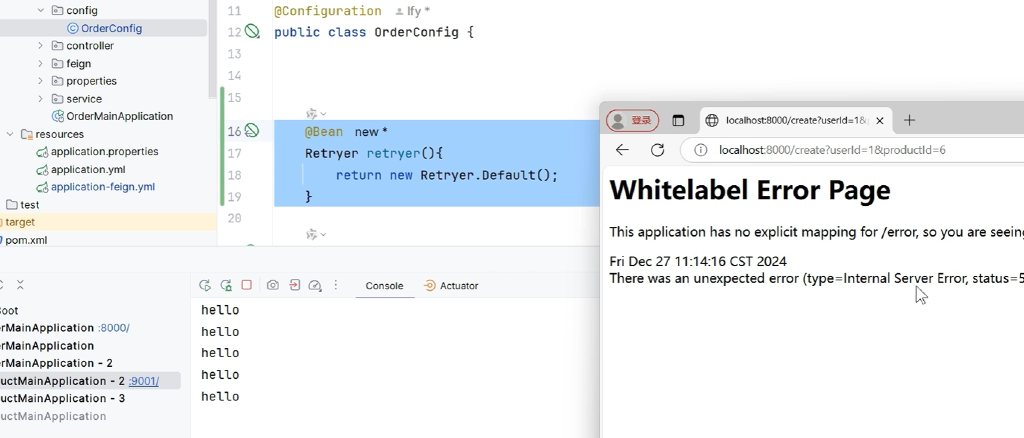 config
OrderConfig
controller
feign
properties
service
OrderMainApplication
resources
application.properties
application.yml
application-feign.yml
test
target
pom.xml
11 @Configuration lfy *
12 public class OrderConfig {
13
14
15
16 @Bean new *
17 Retryer retryer(){
18 return new Retryer.Default();
19 }
20
登录
localhost:8000/create?userId=1&
localhost:8000/create?userId=1&productId=6
Whitelabel Error Page
This application has no explicit mapping for /error, so you are seeing
Fri Dec 27 11:14:16 CST 2024
There was an unexpected error (type=Internal Server Error, status=5
Console
Actuator
oot
rMainApplication :8000/
rMainApplication
rMainApplication - 2
uctMainApplication - 2 :9001/
uctMainApplication - 3
uctMainApplication
hello
hello
hello
hello
hello